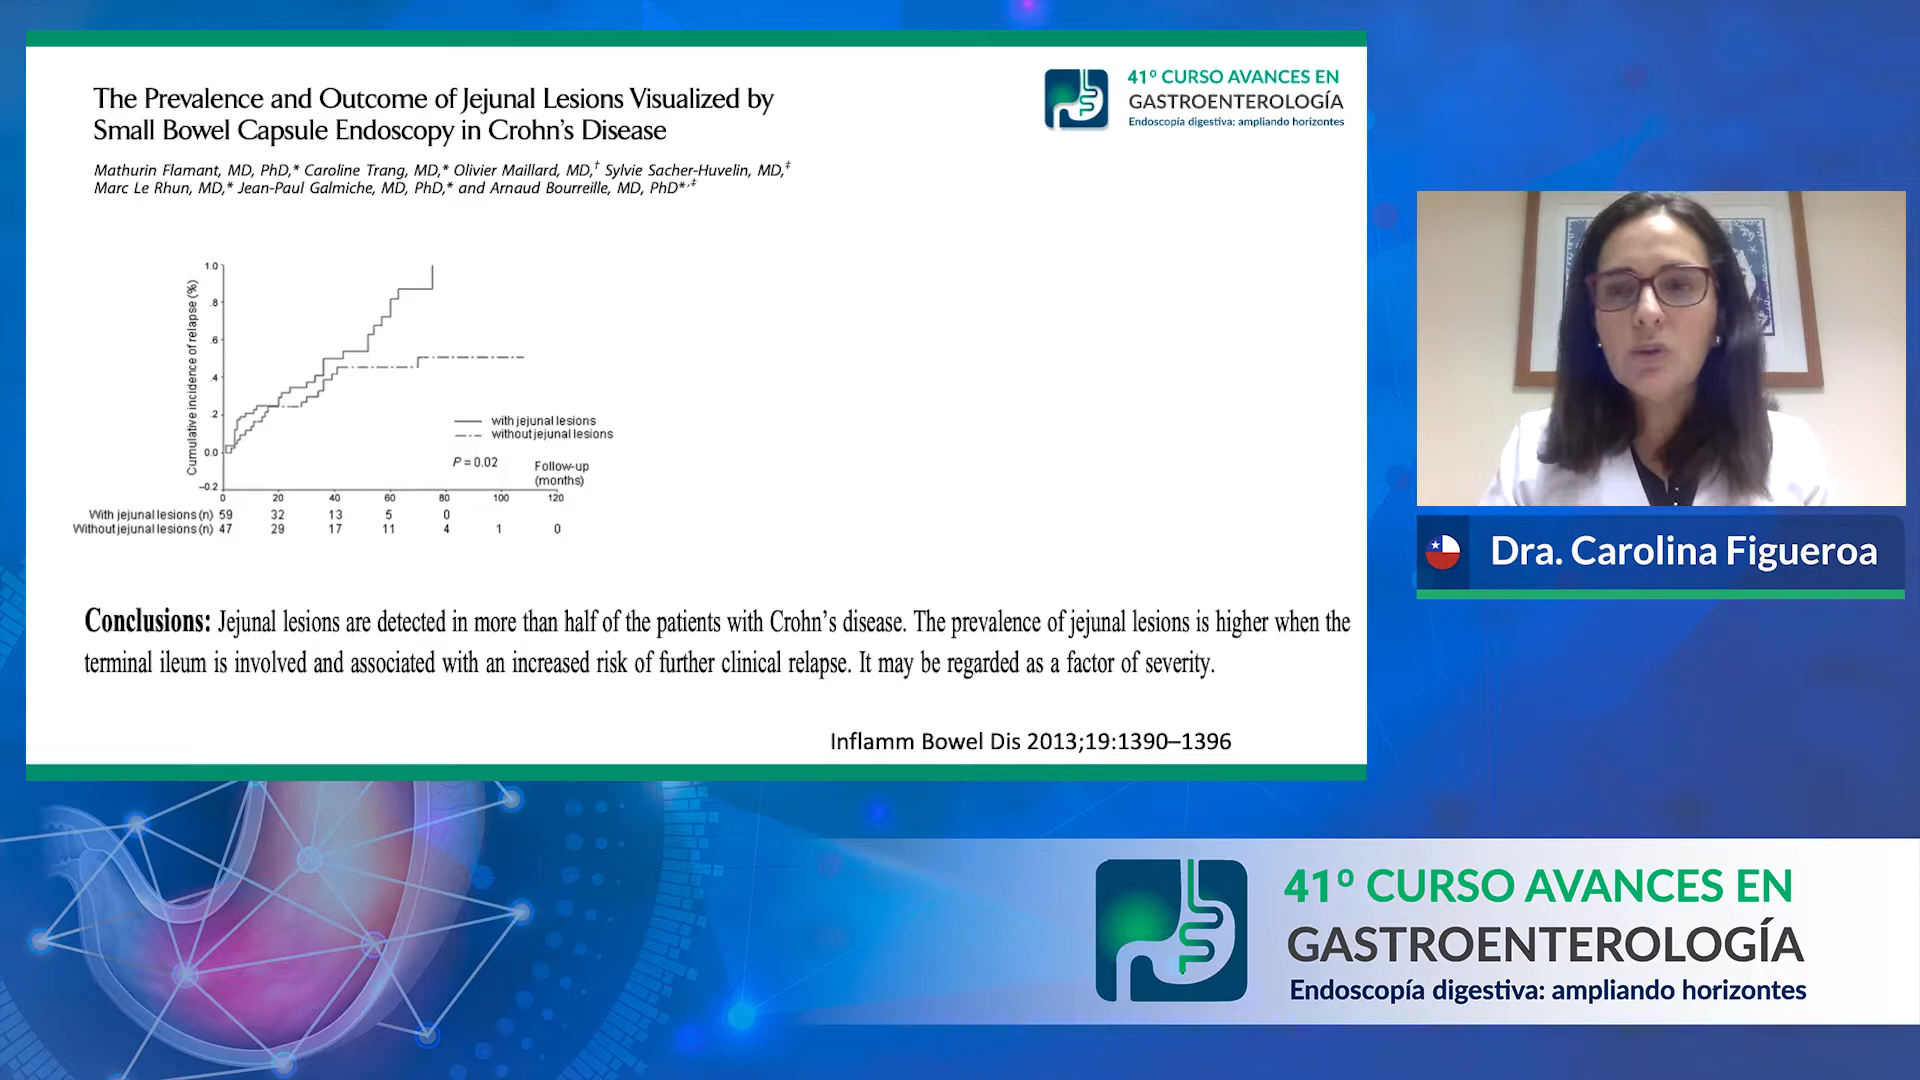 The Prevalence and Outcome of Jejunal Lesions Visualized by
Small Bowel Capsule Endoscopy in Crohn's Disease
Mathurin Flamant, MD, PhD,* Caroline Trang, MD,* Olivier Maillard, MD,† Sylvie Sacher-Huvelin, MD,‡
Marc Le Rhun, MD,* Jean-Paul Galmiche, MD, PhD,* and Arnaud Bourreille, MD, PhD*,‡
41º CURSO AVANCES EN
GASTROENTEROLOGÍA
Endoscopía digestiva: ampliando horizontes
Cumulative incidence of relapse (%)
1.0
.8
.6
.4
.2
0.0
–0.2
with jejunal lesions
without jejunal lesions
P = 0.02
Follow-up
(months)
0 20 40 60 80 100 120
With jejunal lesions (n) 59 32 13 5 0
Without jejunal lesions (n) 47 29 17 11 4 1 0
Conclusions: Jejunal lesions are detected in more than half of the patients with Crohn's disease. The prevalence of jejunal lesions is higher when the
terminal ileum is involved and associated with an increased risk of further clinical relapse. It may be regarded as a factor of severity.
Inflamm Bowel Dis 2013;19:1390–1396
Dra. Carolina Figueroa
41º CURSO AVANCES EN
GASTROENTEROLOGÍA
Endoscopía digestiva: ampliando horizontes